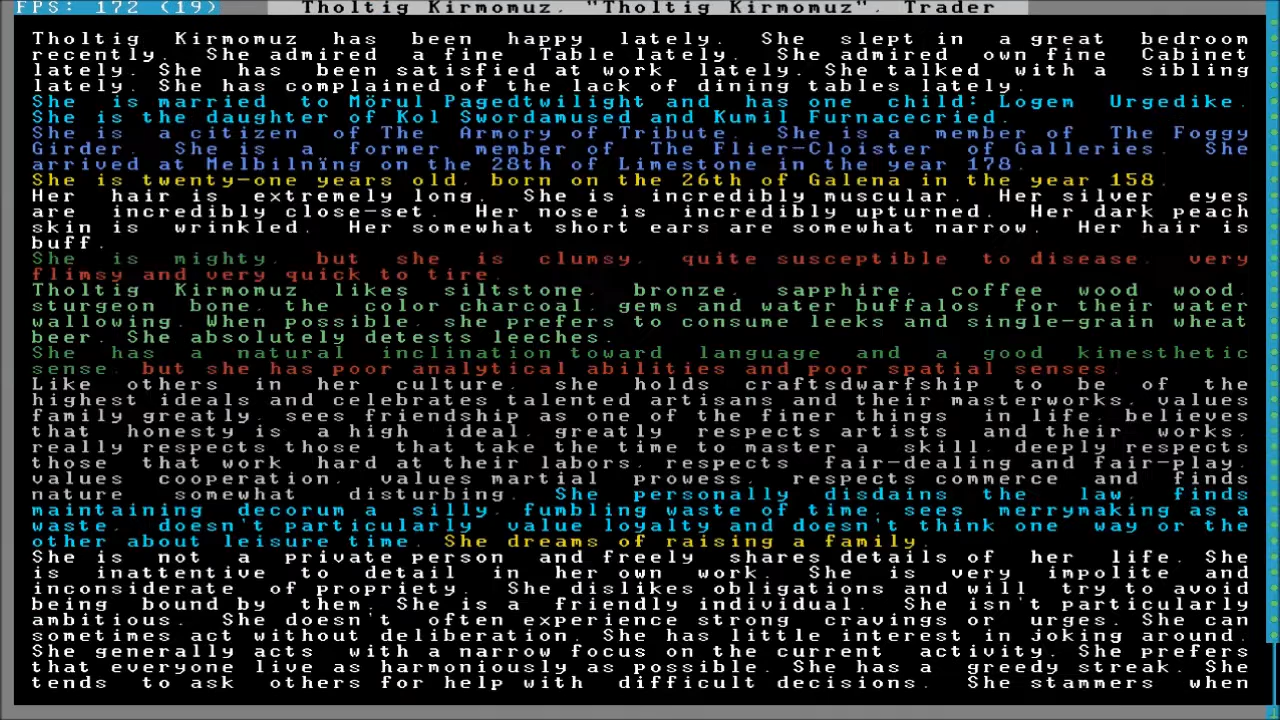 FPS: 172 (19)
Tholtig Kirmomuz, "Tholtig Kirmomuz", Trader
Tholtig Kirmomuz has been happy lately. She slept in a great bedroom
recently. She admired a fine Table lately. She admired own fine Cabinet
lately. She has been satisfied at work lately. She talked with a sibling
lately. She has complained of the lack of dining tables lately.
She is married to Mörul Pagedtwilight and has one child: Logem Urgedike.
She is the daughter of Kol Swordamused and Kumil Furnacecried.
She is a citizen of The Armory of Tribute. She is a member of The Foggy
Girder. She is a former member of The Flier-Cloister of Galleries. She
arrived at Melbilnïng on the 28th of Limestone in the year 178.
She is twenty-one years old, born on the 26th of Galena in the year 158.
Her hair is extremely long. She is incredibly muscular. Her silver eyes
are incredibly close-set. Her nose is incredibly upturned. Her dark peach
skin is wrinkled. Her somewhat short ears are somewhat narrow. Her hair is
buff.
She is mighty, but she is clumsy, quite susceptible to disease, very
flimsy and very quick to tire.
Tholtig Kirmomuz likes siltstone, bronze, sapphire, coffee wood wood,
sturgeon bone, the color charcoal, gems and water buffalos for their water
wallowing. When possible, she prefers to consume leeks and single-grain wheat
beer. She absolutely detests leeches.
She has a natural inclination toward language and a good kinesthetic
sense, but she has poor analytical abilities and poor spatial senses.
Like others in her culture, she holds craftsdwarfship to be of the
highest ideals and celebrates talented artisans and their masterworks, values
family greatly, sees friendship as one of the finer things in life, believes
that honesty is a high ideal, greatly respects artists and their works,
really respects those that take the time to master a skill, deeply respects
those that work hard at their labors, respects fair-dealing and fair-play,
values cooperation, values martial prowess, respects commerce and finds
nature somewhat disturbing. She personally disdains the law, finds
maintaining decorum a silly, fumbling waste of time, sees merrymaking as a
waste, doesn't particularly value loyalty and doesn't think one way or the
other about leisure time. She dreams of raising a family.
She is not a private person and freely shares details of her life. She
is inattentive to detail in her own work. She is very impolite and
inconsiderate of propriety. She dislikes obligations and will try to avoid
being bound by them. She is a friendly individual. She isn't particularly
ambitious. She doesn't often experience strong cravings or urges. She can
sometimes act without deliberation. She has little interest in joking around.
She generally acts with a narrow focus on the current activity. She prefers
that everyone live as harmoniously as possible. She has a greedy streak. She
tends to ask others for help with difficult decisions. She stammers when